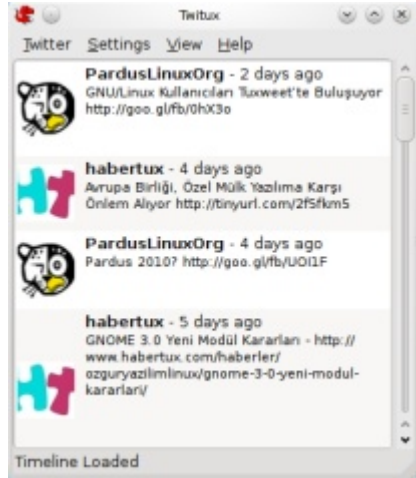 Twitux
Twitter Settings View Help
PardusLinuxOrg - 2 days ago
GNU/Linux Kullanıcıları Tuxweet'te Buluşuyor
http://goo.gl/fb/0hX3o
habertux - 4 days ago
Avrupa Birliği, Özel Mülk Yazılıma Karşı
Önlem Alıyor http://tinyurl.com/2f5fkm5
PardusLinuxOrg - 4 days ago
Pardus 2010? http://goo.gl/fb/UOI1F
habertux - 5 days ago
GNOME 3.0 Yeni Modül Kararları - http://
www.habertux.com/haberler/
ozguryazilimlinux/gnome-3-0-yeni-modul-
kararlari/
Timeline Loaded